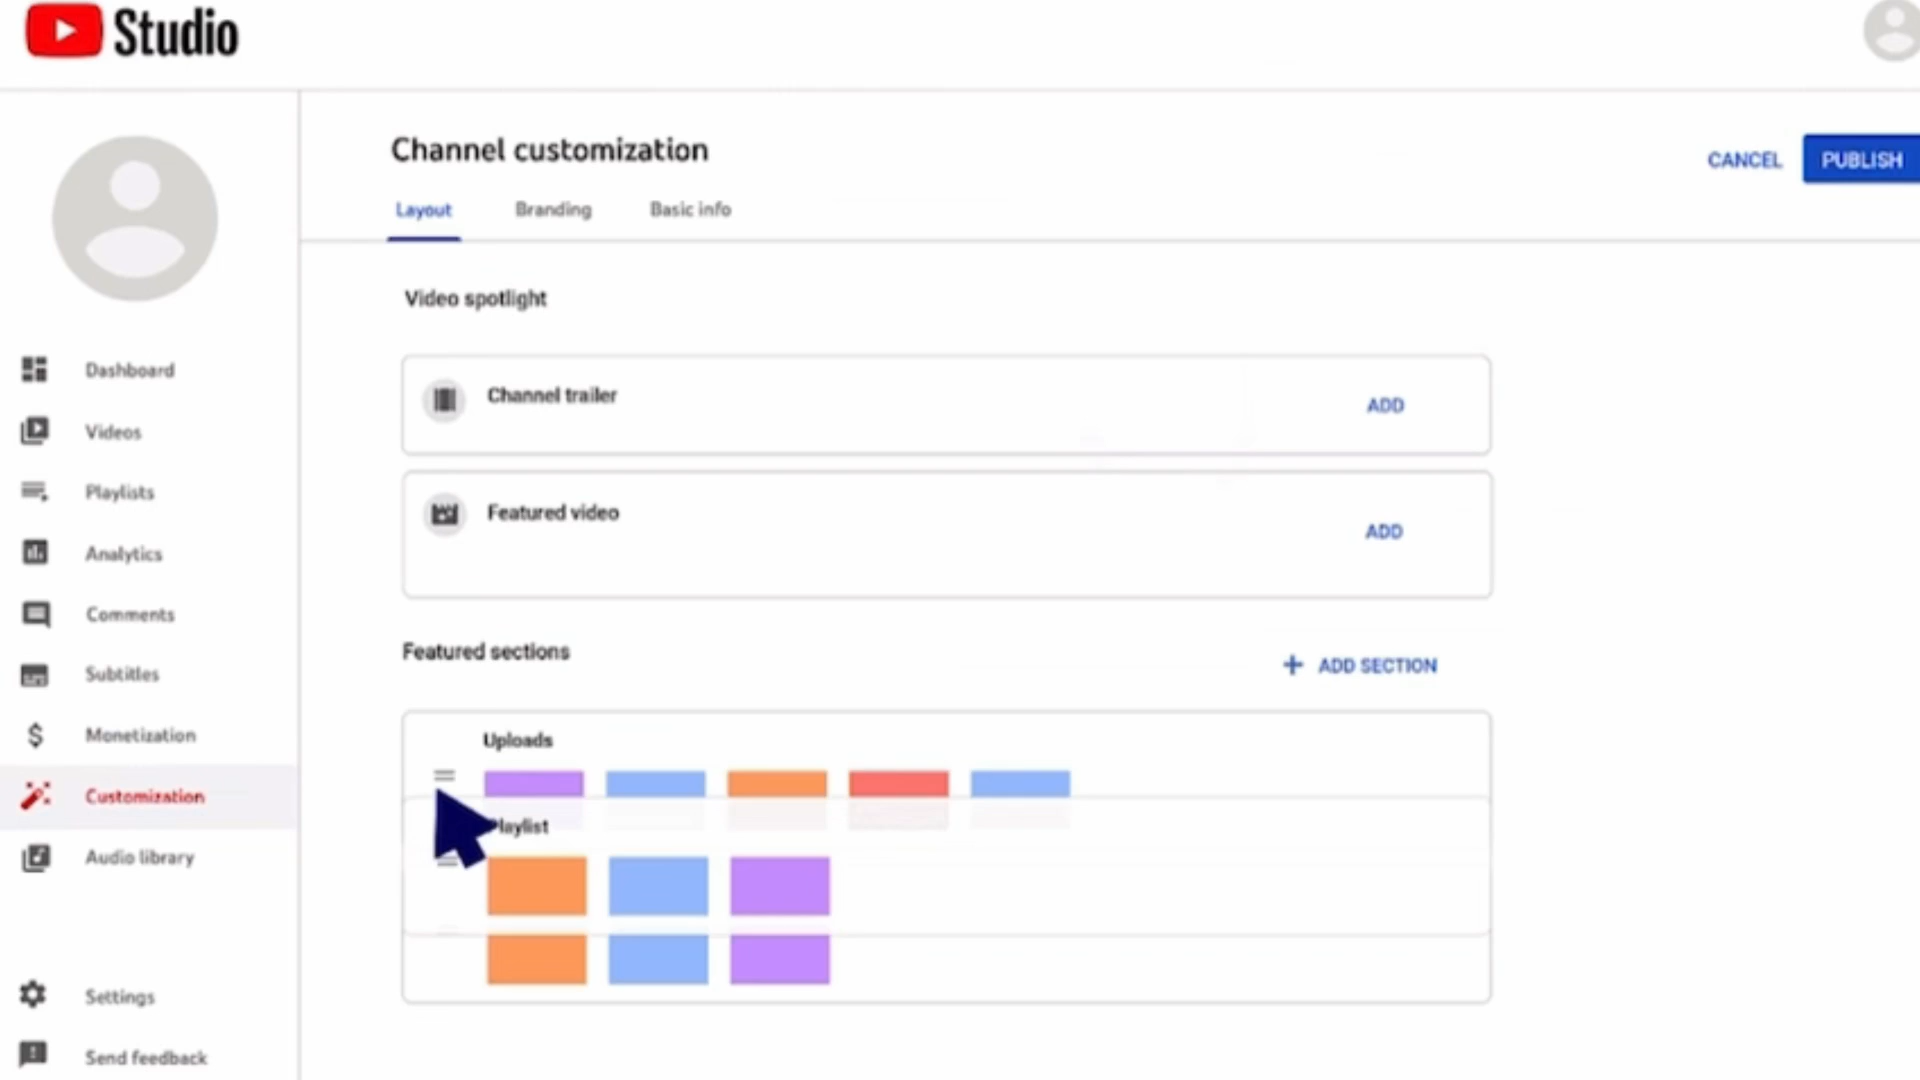 Studio
Channel customization
CANCEL
PUBLISH
Layout
Branding
Basic info
Video spotlight
Channel trailer
ADD
Featured video
ADD
Featured sections
+ ADD SECTION
Uploads
Playlist
Dashboard
Videos
Playlists
Analytics
Comments
Subtitles
$ Monetization
Customization
Audio library
Settings
Send feedback